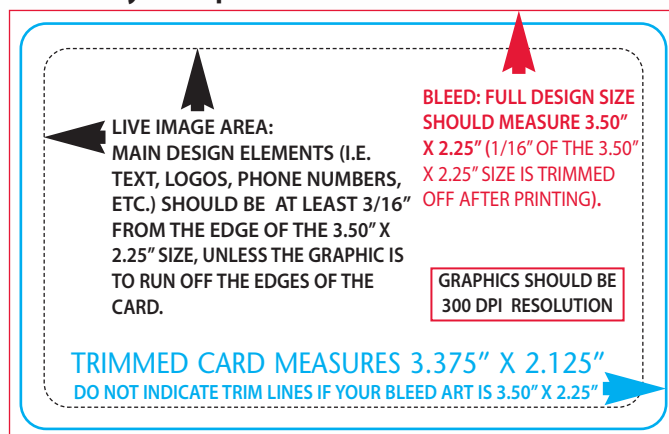 BLEED: FULL DESIGN SIZE
SHOULD MEASURE 3.50"
X 2.25" (1/16" OF THE 3.50"
X 2.25" SIZE IS TRIMMED
OFF AFTER PRINTING).
LIVE IMAGE AREA:
MAIN DESIGN ELEMENTS (I.E.
TEXT, LOGOS, PHONE NUMBERS,
ETC.) SHOULD BE AT LEAST 3/16"
FROM THE EDGE OF THE 3.50" X
2.25" SIZE, UNLESS THE GRAPHIC IS
TO RUN OFF THE EDGES OF THE
CARD.
GRAPHICS SHOULD BE
300 DPI RESOLUTION
TRIMMED CARD MEASURES 3.375" X 2.125"
DO NOT INDICATE TRIM LINES IF YOUR BLEED ART IS 3.50" X 2.25"